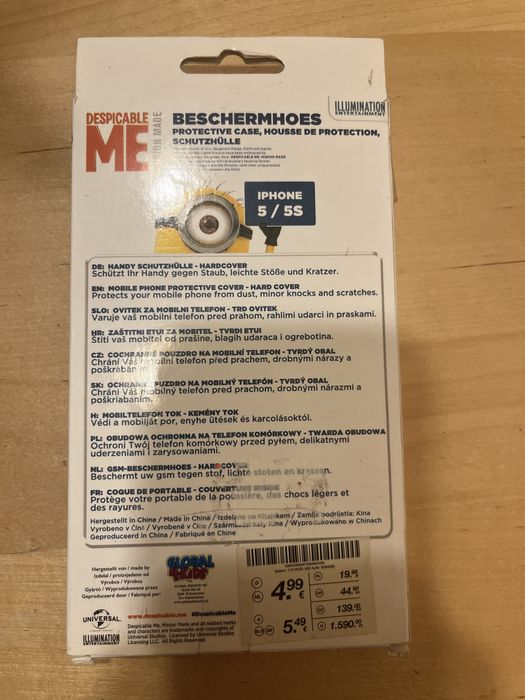 DESPICABLE
ME
MINION MADE
ILLUMINATION
ENTERTAINMENT
BESCHERMHOES
PROTECTIVE CASE, HOUSSE DE PROTECTION,
SCHUTZHÜLLE
IPHONE
5 / 5S
DE: HANDY SCHUTZHÜLLE - HARDCOVER
Schützt Ihr Handy gegen Staub, leichte Stöße und Kratzer.
EN: MOBILE PHONE PROTECTIVE COVER - HARD COVER
Protects your mobile phone from dust, minor knocks and scratches.
SLO: OVITEK ZA MOBILNI TELEFON - TRD OVITEK
Varuje vaš mobilni telefon pred prahom, rahlimi udarci in praskami.
HR: ZAŠTITNI ETUI ZA MOBITEL - TVRDI ETUI
Štiti vaš mobitel od prašine, blagih udaraca i ogrebotina.
CZ: COCHRANNÉ POUZDRO NA MOBILNÍ TELEFON - TVRDÝ OBAL
Chrání Váš mobilní telefon před prachem, drobnými nárazy a
poškrábáním.
SK: OCHRANNÉ PUZDRO NA MOBILNÝ TELEFÓN - TVRDÝ OBAL
Chráni Váš mobilný telefón pred prachom, drobnými nárazmi a
poškriabaním.
H: MOBILTELEFON TOK - KEMÉNY TOK
Védi a mobilját por, enyhe ütések és karcolásoktól.
PL: OBUDOWA OCHRONNA NA TELEFON KOMÓRKOWY - TWARDA OBUDOWA
Ochroni Twój telefon komórkowy przed pyłem, delikatnymi
uderzeniami i zarysowaniami.
NL: GSM-BESCHERMHOES - HARDCOVER
Beschermt uw gsm tegen stof, lichte stoten en krassen.
FR: COQUE DE PORTABLE - COUVERTURE RIGIDE
Protège votre portable de la poussière, des chocs légers et
des rayures.
Hergestellt in China / Made in China / Izdelano na Kitajskem / Zemlja porijetla: Kina
Vyrobeno v Číně / Vyrobené v Číne / Származási hely Kína / Wyprodukowano w Chinach
Geproduceerd in China / Fabriqué en China
Hergestellt von / made by
Izdelal / proizvedeno od
Výrobce / Výrobca
Gyártó / Wyprodukowane przez
Geproduceerd door / Fabriqué par:
GLOBAL
D
NL
4.99
A
5.49
PL
19.99
44.90
139.00
H
1.590.00
UNIVERSAL
ILLUMINATION
ENTERTAINMENT
www.despicable.me #DespicableMe
Despicable Me, Minion Made and all related marks
and characters are trademarks and copyrights of
Universal Studios. Licensed by Universal Studios
Licensing LLC. All Rights Reserved.